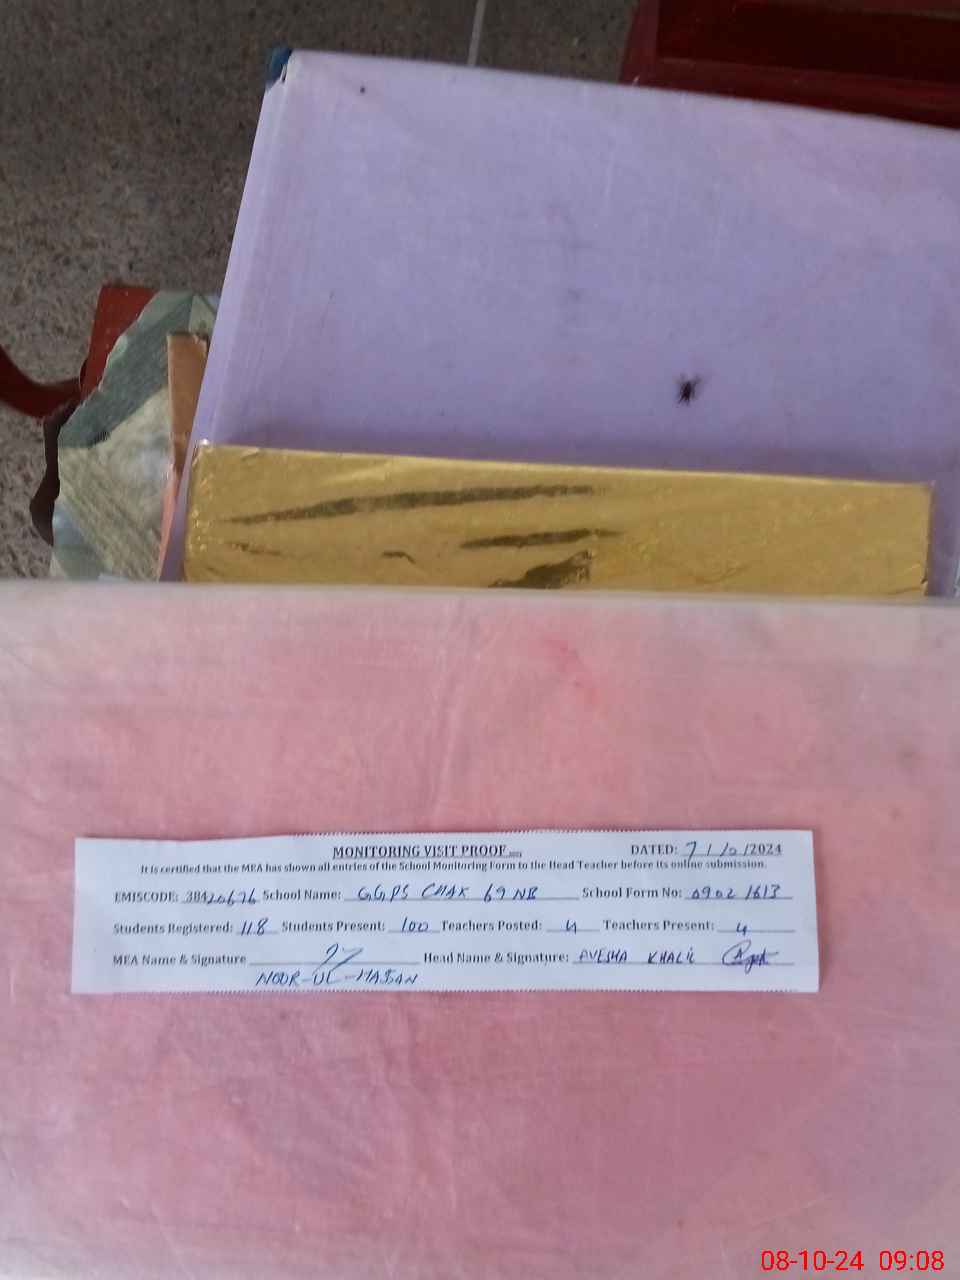 MONITORING VISIT PROOF
DATED: 7/10/2024
It is certified that the MEA has shown all entries of the School Monitoring Form to the Head Teacher before its online submission.
EMISCODE: 38420676 School Name: GGPS CHAK 69 NB School Form No: 09021613
Students Registered: 118 Students Present: 100 Teachers Posted: 4 Teachers Present: 4
MEA Name & Signature Head Name & Signature: AYESHA KHALIL
NOOR-UL-HASSAN
08-10-24 09:08